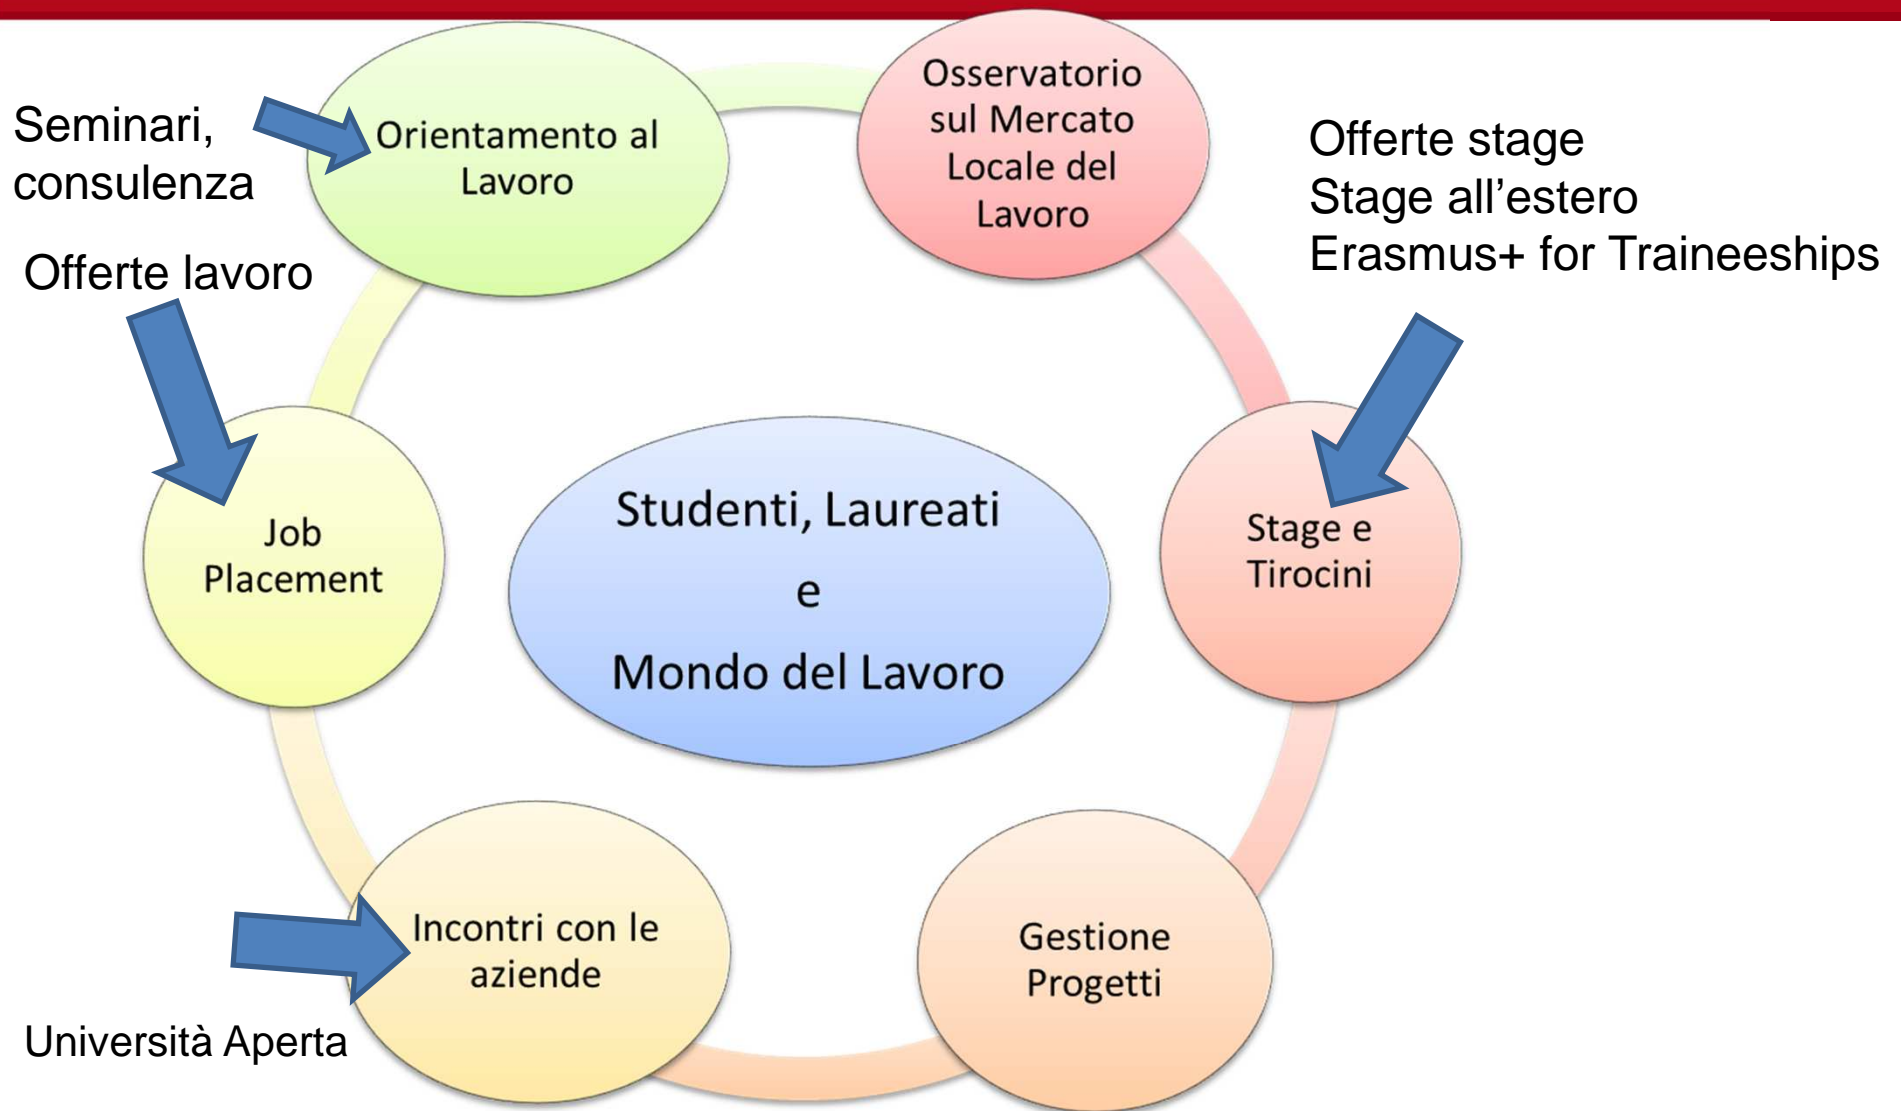 Seminari,
consulenza
Offerte lavoro
Orientamento al
Lavoro
Osservatorio
sul Mercato
Locale del
Lavoro
Offerte stage
Stage all’estero
Erasmus+ for Traineeships
Job
Placement
Studenti, Laureati
e
Mondo del Lavoro
Stage e
Tirocini
Incontri con le
aziende
Gestione
Progetti
Università Aperta